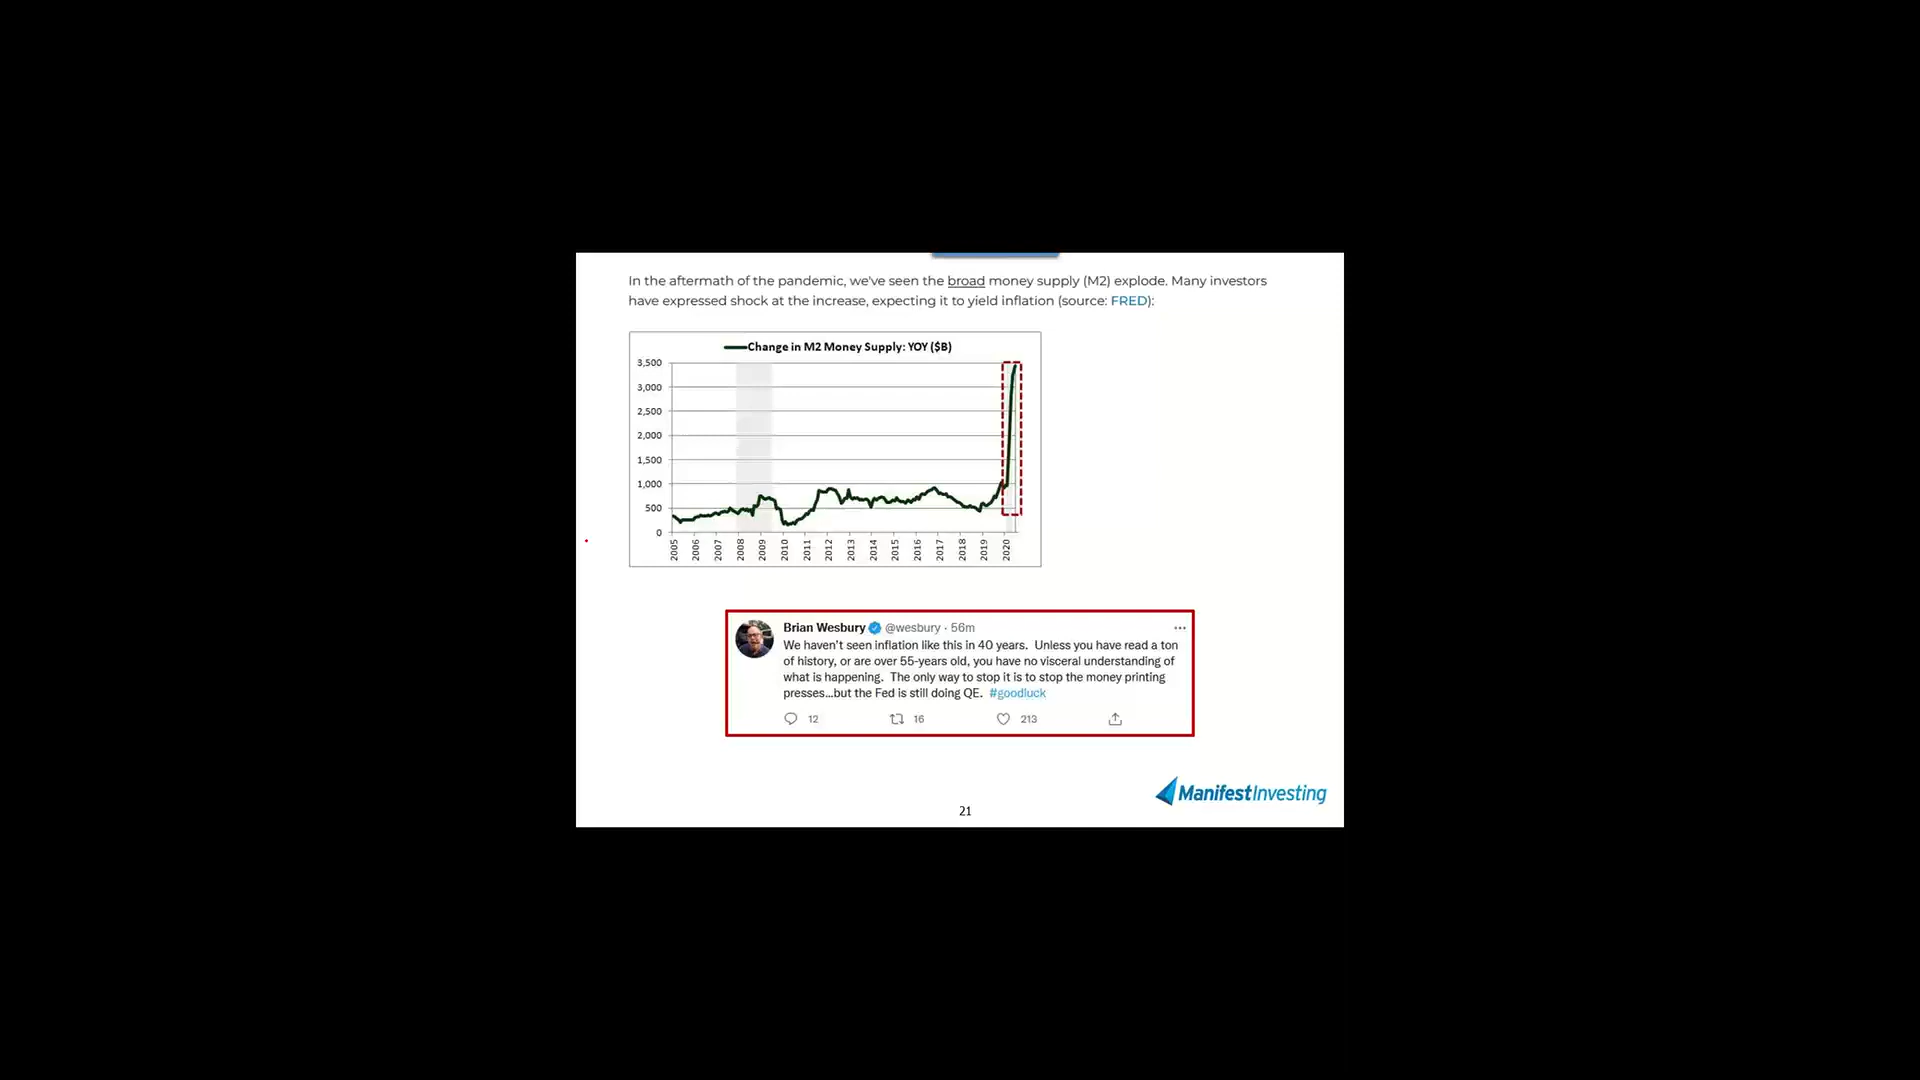 In the aftermath of the pandemic, we've seen the broad money supply (M2) explode. Many investors
have expressed shock at the increase, expecting it to yield inflation (source: FRED):
Change in M2 Money Supply: YOY ($B)
3,500
3,000
2,500
2,000
1,500
1,000
500
0
2005
2006
2007
2008
2009
2010
2011
2012
2013
2014
2015
2016
2017
2018
2019
2020
Brian Wesbury @wesbury · 56m
We haven't seen inflation like this in 40 years. Unless you have read a ton
of history, or are over 55-years old, you have no visceral understanding of
what is happening. The only way to stop it is to stop the money printing
presses...but the Fed is still doing QE. #goodluck
12 16 213
ManifestInvesting
21